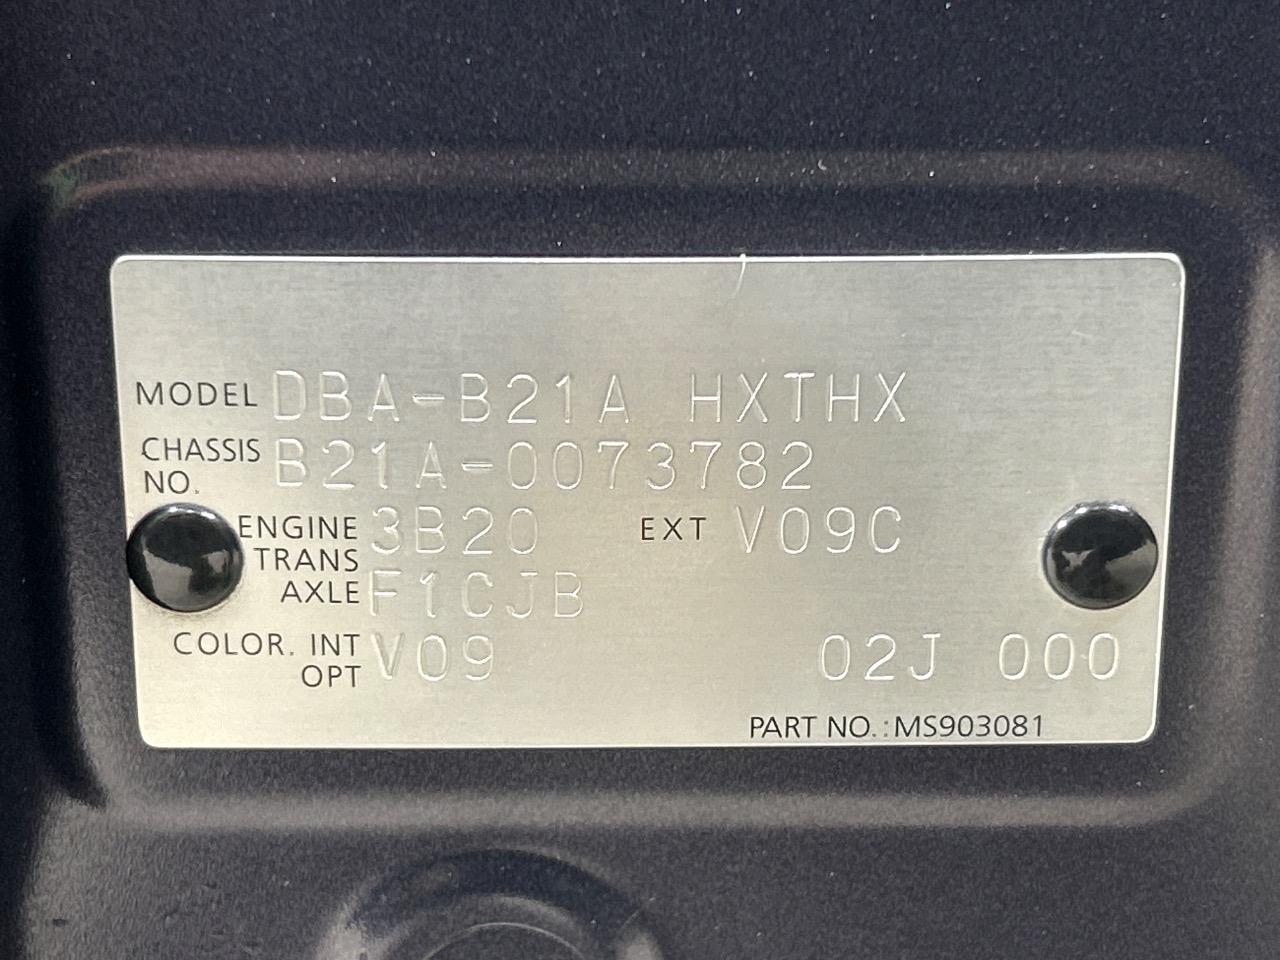 MODEL DBA-B21A HXTHX
CHASSIS NO. B21A-0073782
ENGINE 3B20 EXT V09C
TRANS AXLE F1CJB
COLOR. INT OPT V09 02J 000
PART NO.:MS903081